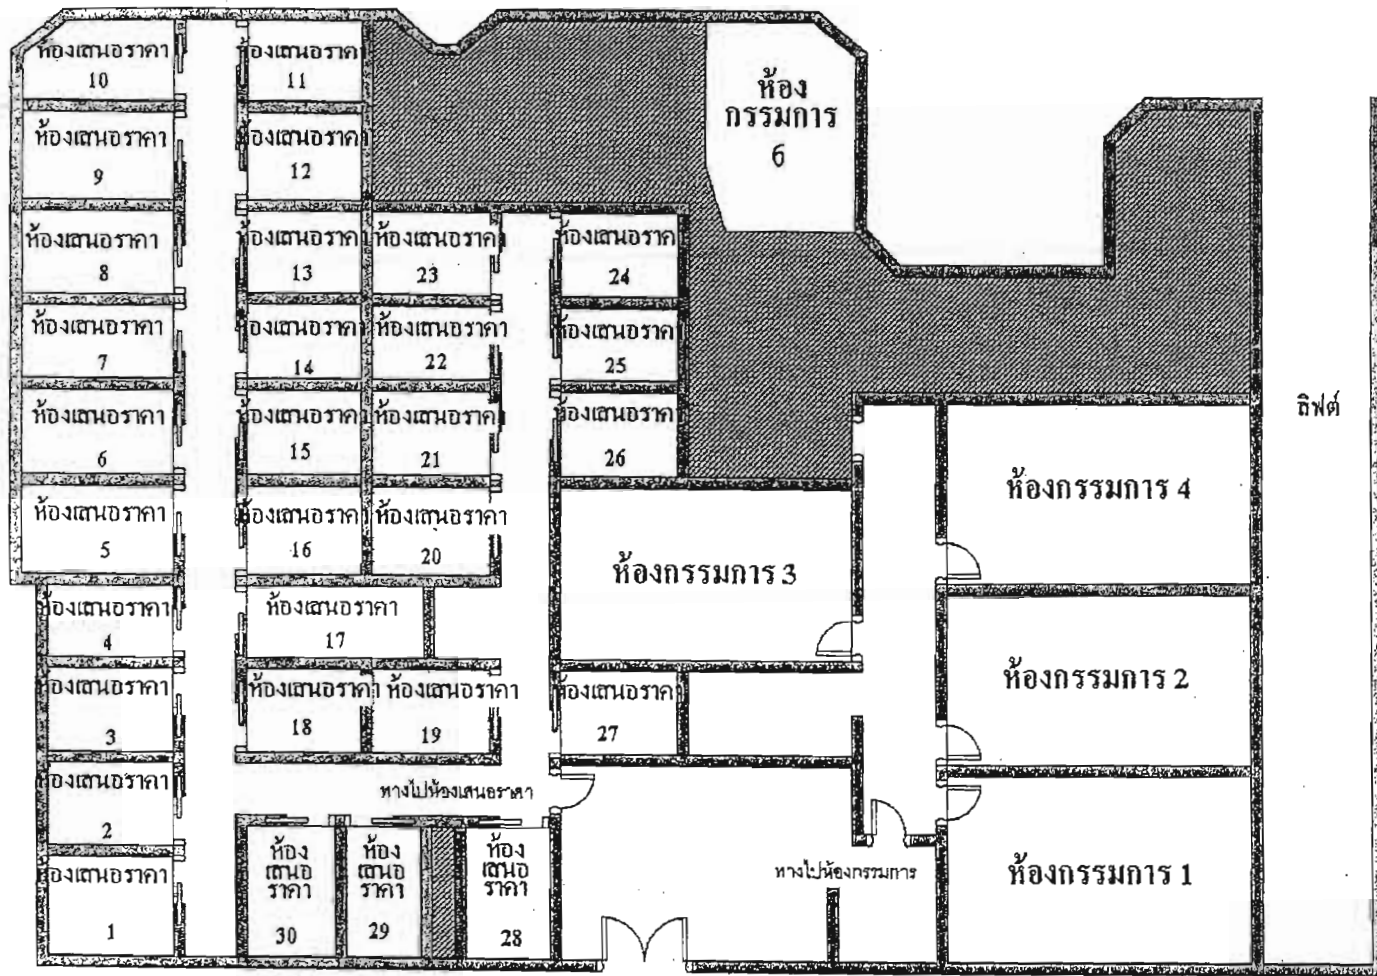 ห้องเสนอราคา
10
ห้องเสนอราคา
11
ห้อง
กรรมการ
6
ห้องเสนอราคา
9
ห้องเสนอราคา
12
ห้องเสนอราคา
8
ห้องเสนอราคา
13
ห้องเสนอราคา
23
ห้องเสนอราคา
24
ห้องเสนอราคา
7
ห้องเสนอราคา
14
ห้องเสนอราคา
22
ห้องเสนอราคา
25
ห้องเสนอราคา
6
ห้องเสนอราคา
15
ห้องเสนอราคา
21
ห้องเสนอราคา
26
ลิฟต์
ห้องกรรมการ 4
ห้องเสนอราคา
5
ห้องเสนอราคา
16
ห้องเสนอราคา
20
ห้องกรรมการ 3
ห้องเสนอราคา
4
ห้องเสนอราคา
17
ห้องเสนอราคา
3
ห้องเสนอราคา
18
ห้องเสนอราคา
19
ห้องเสนอราคา
27
ห้องกรรมการ 2
ห้องเสนอราคา
2
ทางไปห้องเสนอราคา
ห้องเสนอราคา
1
ห้อง
เสนอ
ราคา
30
ห้อง
เสนอ
ราคา
29
ห้อง
เสนอ
ราคา
28
ทางไปห้องกรรมการ
ห้องกรรมการ 1